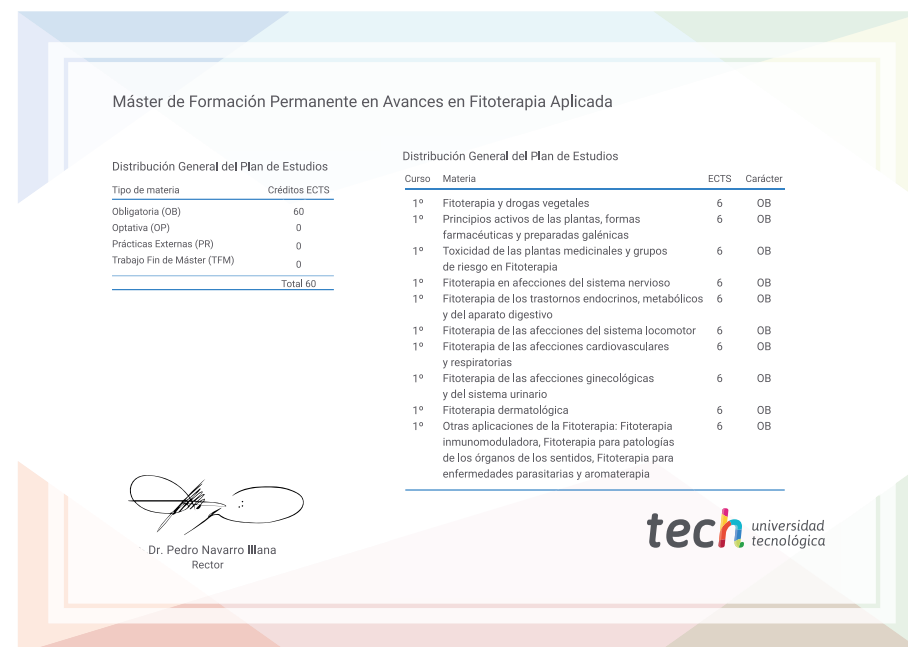 Máster de Formación Permanente en Avances en Fitoterapia Aplicada
Distribución General del Plan de Estudios
Tipo de materia Créditos ECTS
Obligatoria (OB) 60
Optativa (OP) 0
Prácticas Externas (PR) 0
Trabajo Fin de Máster (TFM) 0
Total 60
Distribución General del Plan de Estudios
Curso Materia ECTS Carácter
1º Fitoterapia y drogas vegetales 6 OB
1º Principios activos de las plantas, formas 6 OB
farmacéuticas y preparadas galénicas
1º Toxicidad de las plantas medicinales y grupos 6 OB
de riesgo en Fitoterapia
1º Fitoterapia en afecciones del sistema nervioso 6 OB
1º Fitoterapia de los trastornos endocrinos, metabólicos 6 OB
y del aparato digestivo
1º Fitoterapia de las afecciones del sistema locomotor 6 OB
1º Fitoterapia de las afecciones cardiovasculares 6 OB
y respiratorias
1º Fitoterapia de las afecciones ginecológicas 6 OB
y del sistema urinario
1º Fitoterapia dermatológica 6 OB
1º Otras aplicaciones de la Fitoterapia: Fitoterapia 6 OB
inmunomoduladora, Fitoterapia para patologías
de los órganos de los sentidos, Fitoterapia para
enfermedades parasitarias y aromaterapia
Dr. Pedro Navarro Illana
Rector
tech universidad
tecnológica